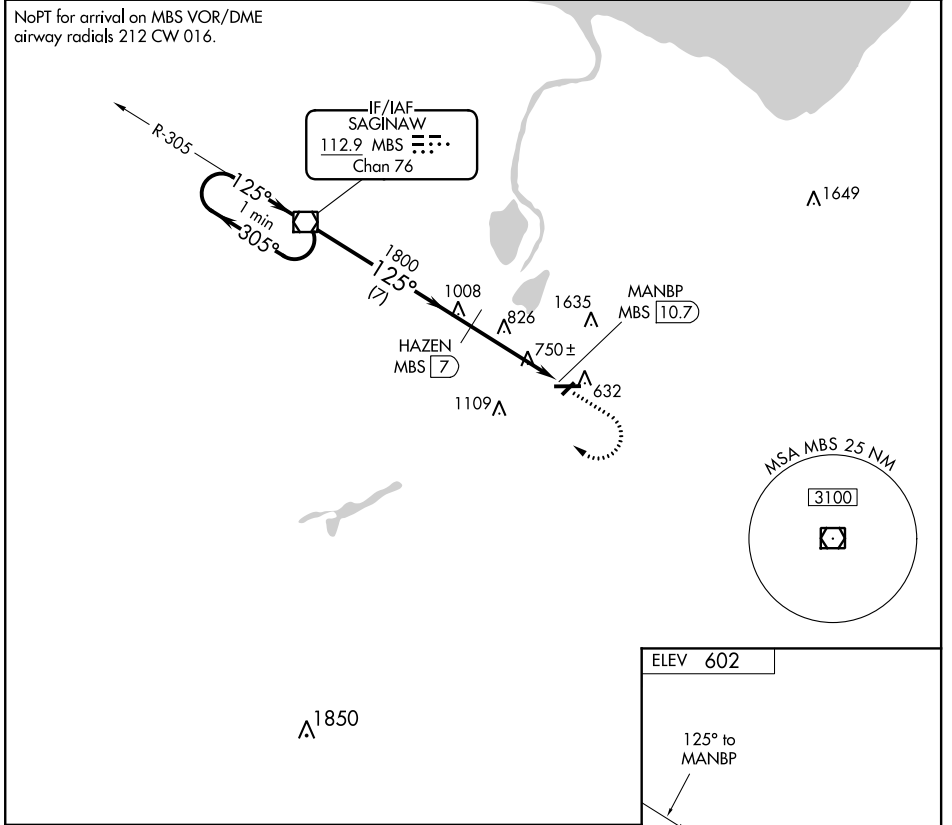 NoPT for arrival on MBS VOR/DME
airway radials 212 CW 016.
IF/IAF
SAGINAW
112.9 MBS
Chan 76
R-305
125°
1 min
305°
1649
1800
125°
(7)
1008
826
1635
MANBP
MBS 10.7
HAZEN
MBS 7
750 ±
632
1109
MSA MBS 25 NM
3100
ELEV 602
1850
125° to
MANBP